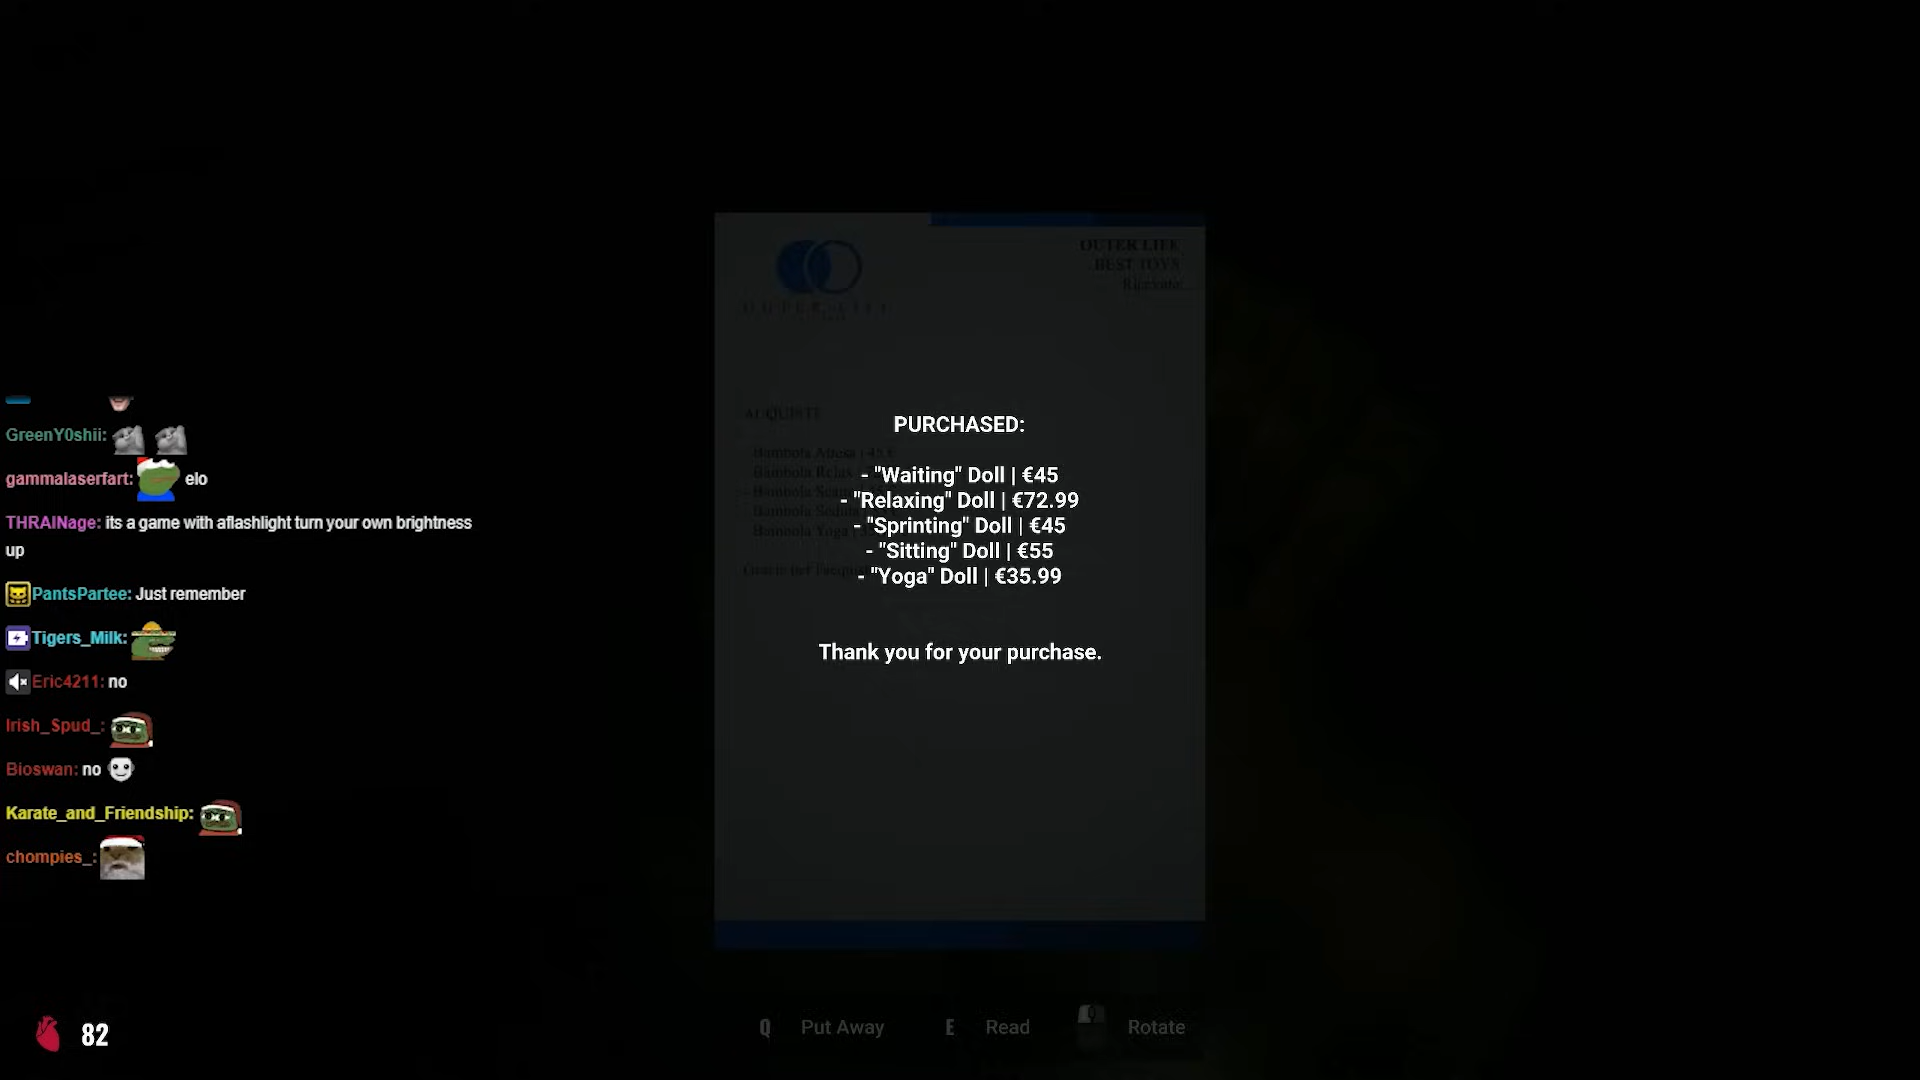 GreenY0shii:
gammalaserfart: elo
THRAINage: its a game with aflashlight turn your own brightness
up
PantsPartee: Just remember
Tigers_Milk:
Eric4211: no
Irish_Spud_:
Bioswan: no
Karate_and_Friendship:
chompies_:
82
OUTER LIFE
BEST TOYS
ACQUISTI
PURCHASED:
- "Waiting" Doll | €45
- "Relaxing" Doll | €72.99
- "Sprinting" Doll | €45
- "Sitting" Doll | €55
- "Yoga" Doll | €35.99
Thank you for your purchase.
Q Put Away E Read Rotate